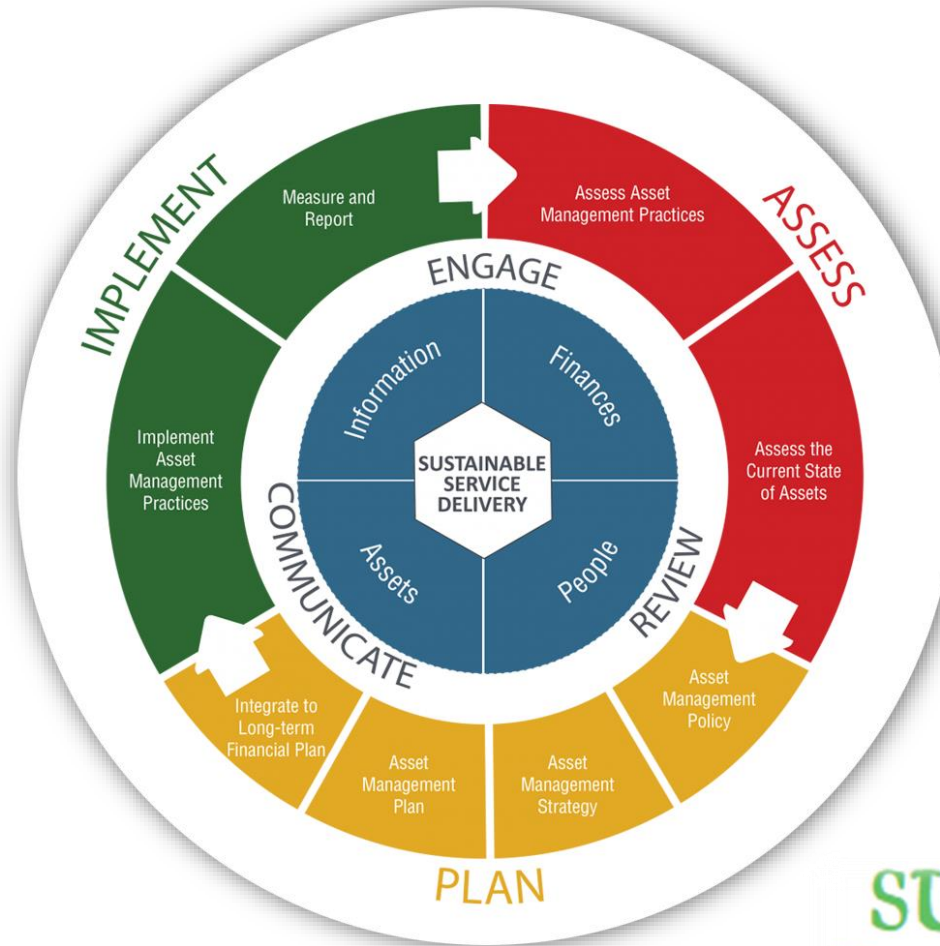 IMPLEMENT
Measure and
Report
Assess Asset
Management Practices
ASSESS
ENGAGE
Information
Finances
Implement
Asset
Management
Practices
SUSTAINABLE
SERVICE
DELIVERY
Assess the
Current State
of Assets
COMMUNICATE
Assets
People
REVIEW
Integrate to
Long-term
Financial Plan
Asset
Management
Plan
Asset
Management
Strategy
Asset
Management
Policy
PLAN